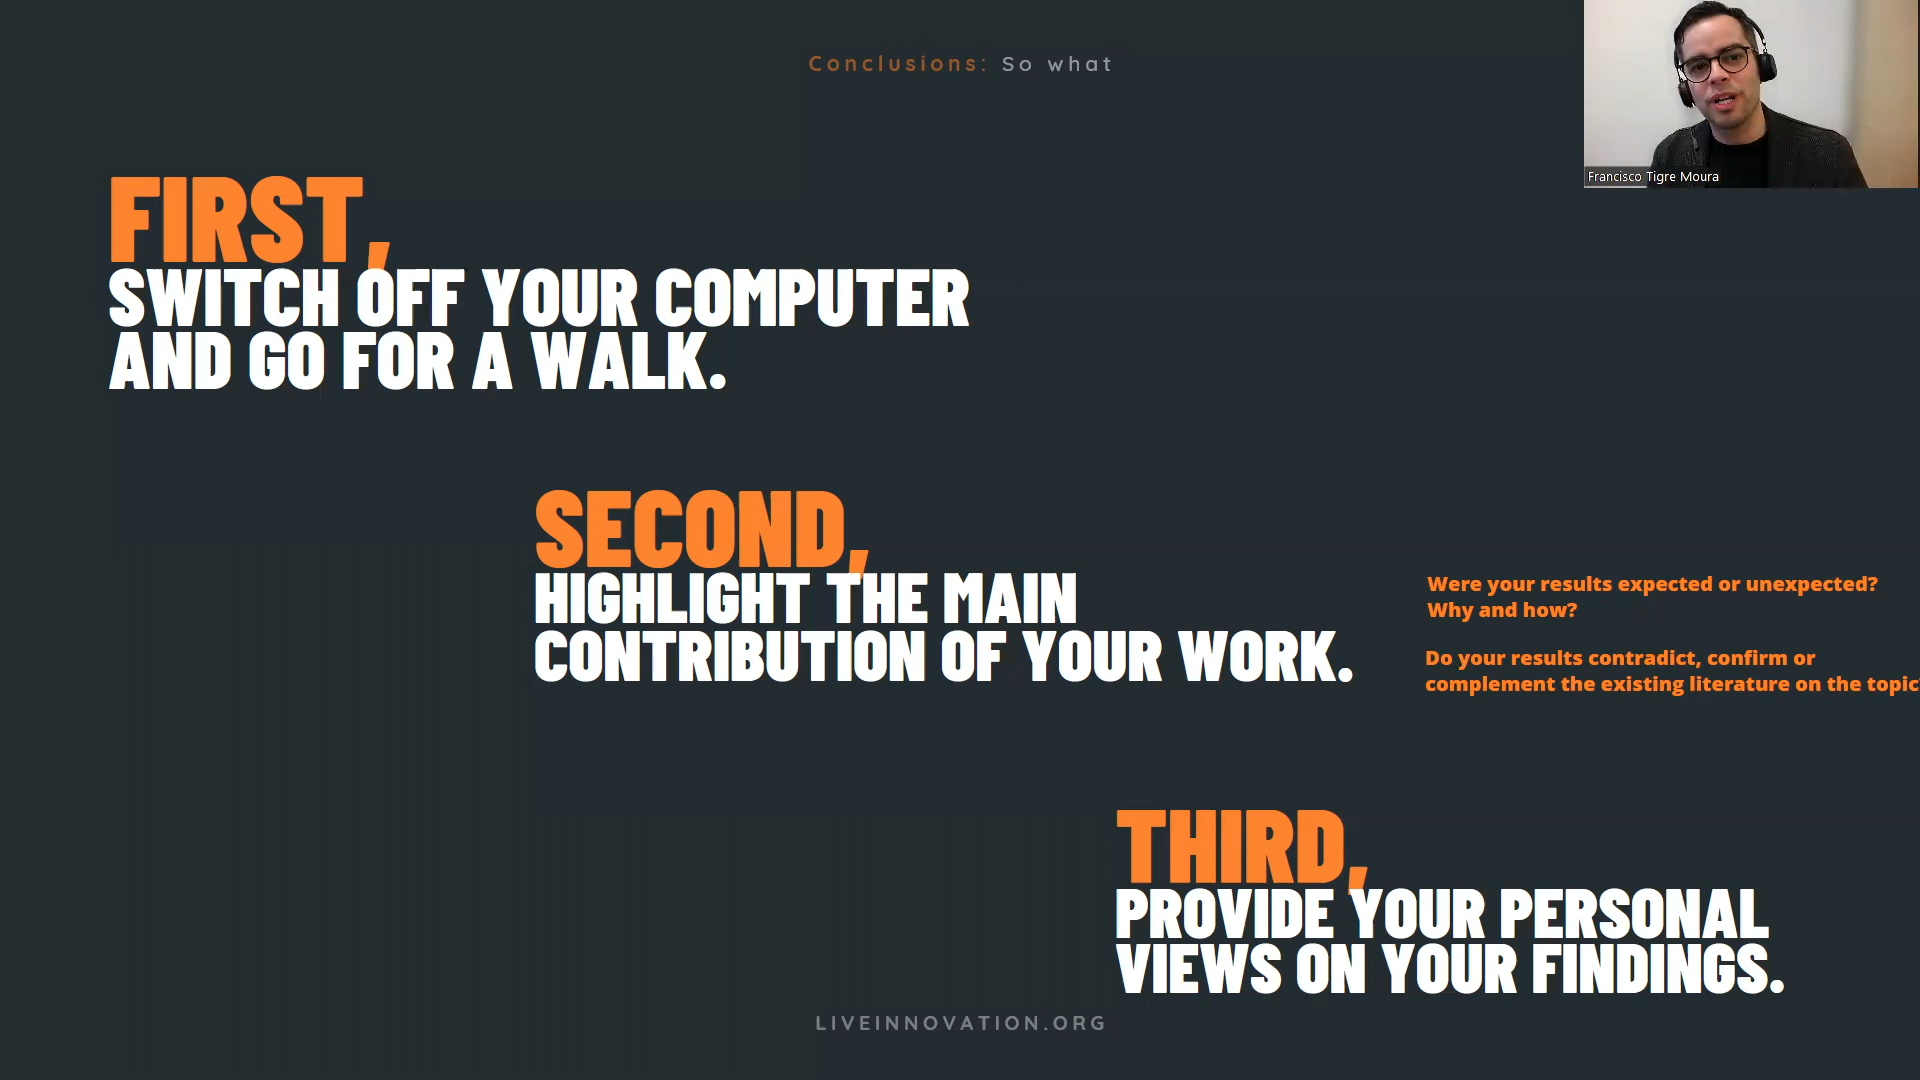 Conclusions: So what
Francisco Tigre Moura
FIRST,
SWITCH OFF YOUR COMPUTER
AND GO FOR A WALK.
SECOND,
HIGHLIGHT THE MAIN
CONTRIBUTION OF YOUR WORK.
Were your results expected or unexpected?
Why and how?
Do your results contradict, confirm or
complement the existing literature on the topic
THIRD,
PROVIDE YOUR PERSONAL
VIEWS ON YOUR FINDINGS.
LIVEINNOVATION.ORG